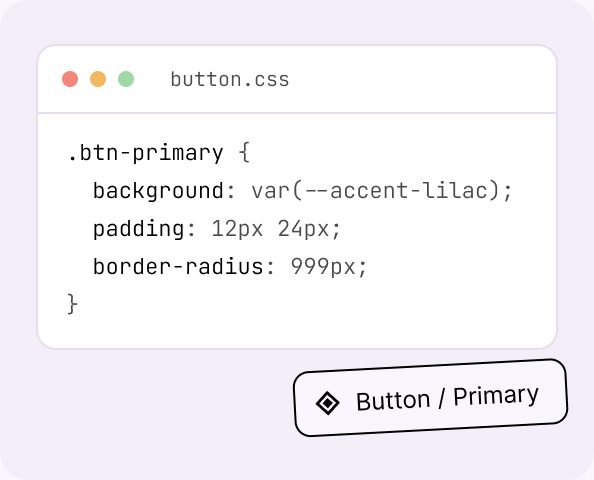 button.css
.btn-primary {
  background: var(--accent-lilac);
  padding: 12px 24px;
  border-radius: 999px;
}
Button / Primary